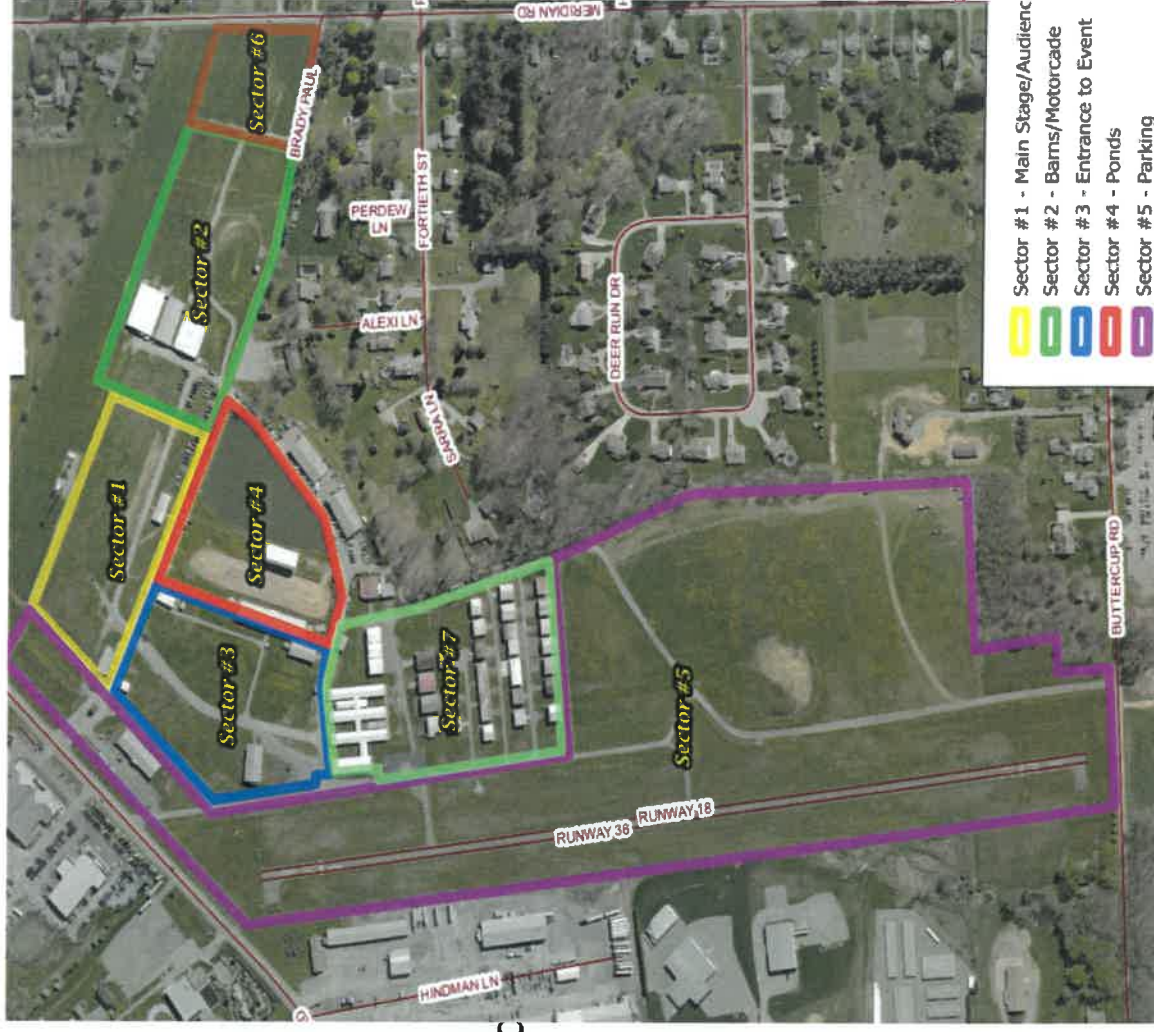 MERIDIAN RD
Sector #6
BRADY PAUL
Sector #2
PERDEW
LN
FORTIETH ST
ALEXI LN
SARRA LN
DEER RUN DR
Sector #1
Sector #4
Sector #3
Sector #7
Sector #5
RUNWAY 36
RUNWAY 18
HINDMAN LN
BUTTERCUP RD
Sector #1 - Main Stage/Audienc
Sector #2 - Barns/Motorcade
Sector #3 - Entrance to Event
Sector #4 - Ponds
Sector #5 - Parking